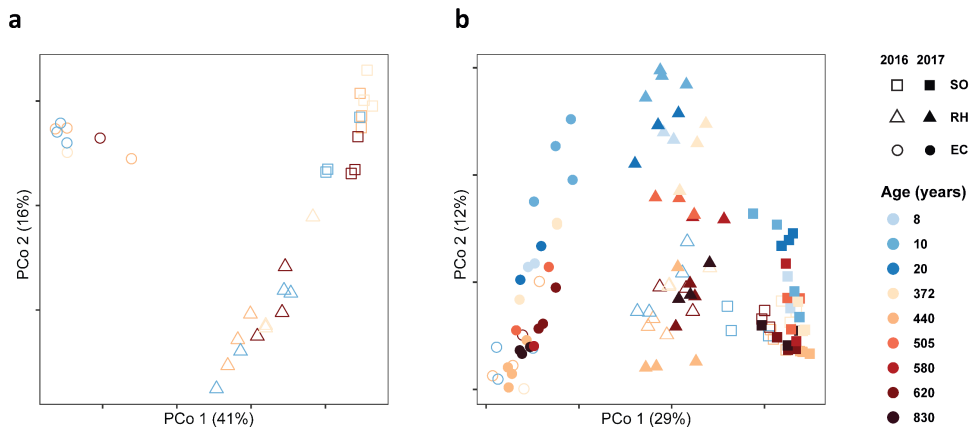 a
PCo 2 (16%)
PCo 1 (41%)
b
PCo 2 (12%)
PCo 1 (29%)
2016 2017
SO
RH
EC
Age (years)
8
10
20
372
440
505
580
620
830